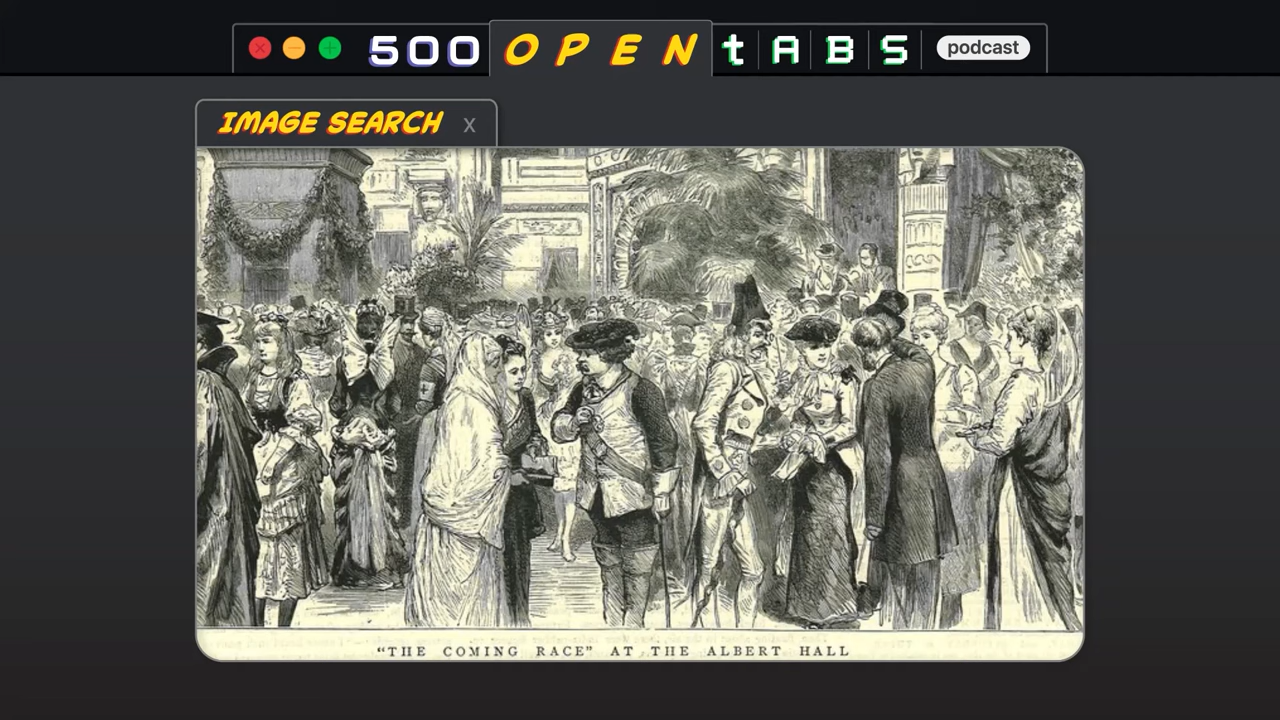 500 OPEN tABS podcast
IMAGE SEARCH x
"THE COMING RACE" AT THE ALBERT HALL